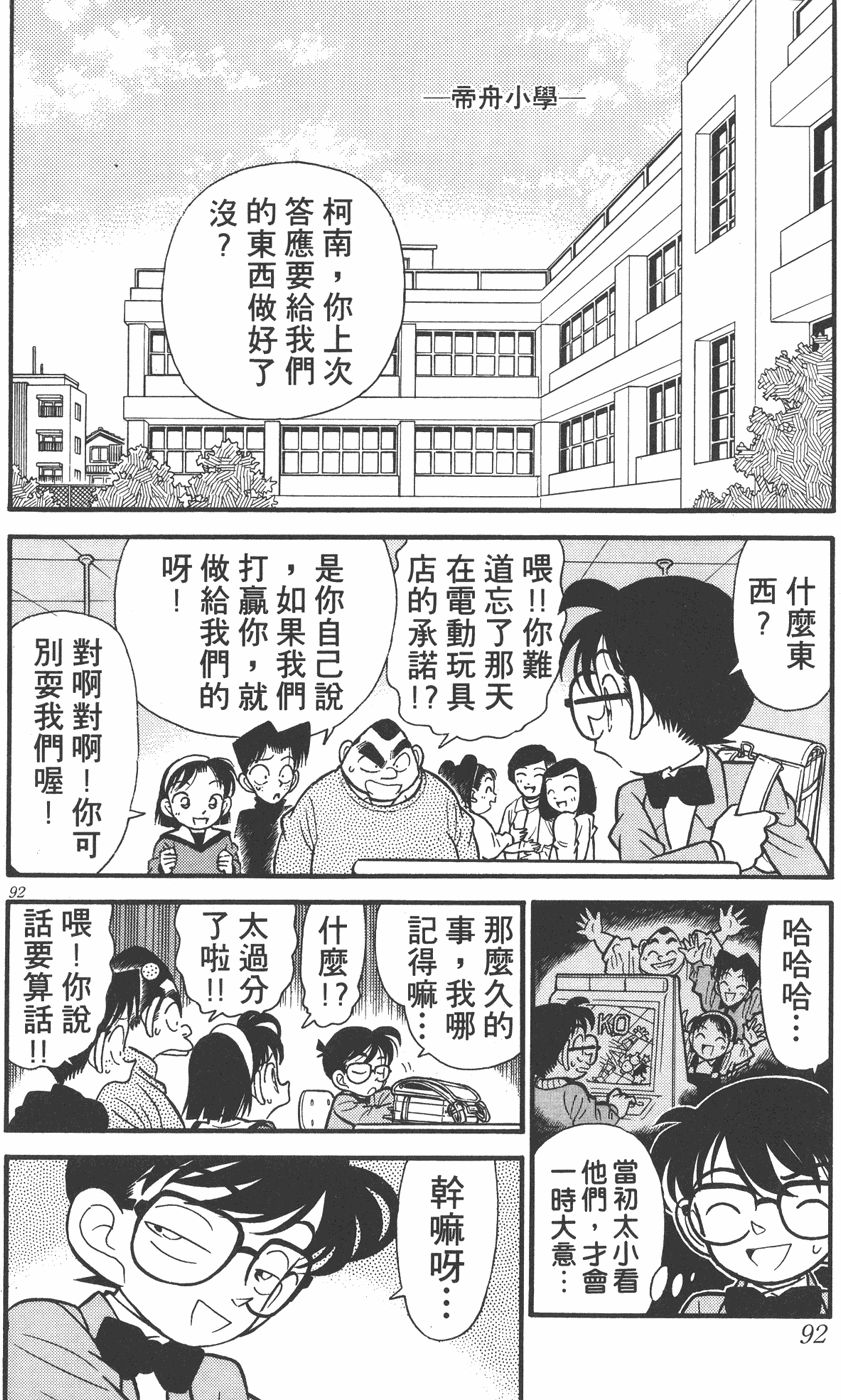 —帝舟小學—
柯南，你上次
答應要給我們
的東西做好了
沒？
什麼東
西？
喂！！你難
道忘了那天
在電動玩具
店的承諾！？
是你自己說
，如果我們
打贏你，就
做給我們的
呀！
對啊對啊！你可
別耍我們喔！
92
哈哈哈…
KO
當初太小看
他們，才會
一時大意…
那麼久的
事，我哪
記得嘛…
什麼！？
太過分
了啦！！
喂！你說
話要算話！！
幹嘛呀…
92